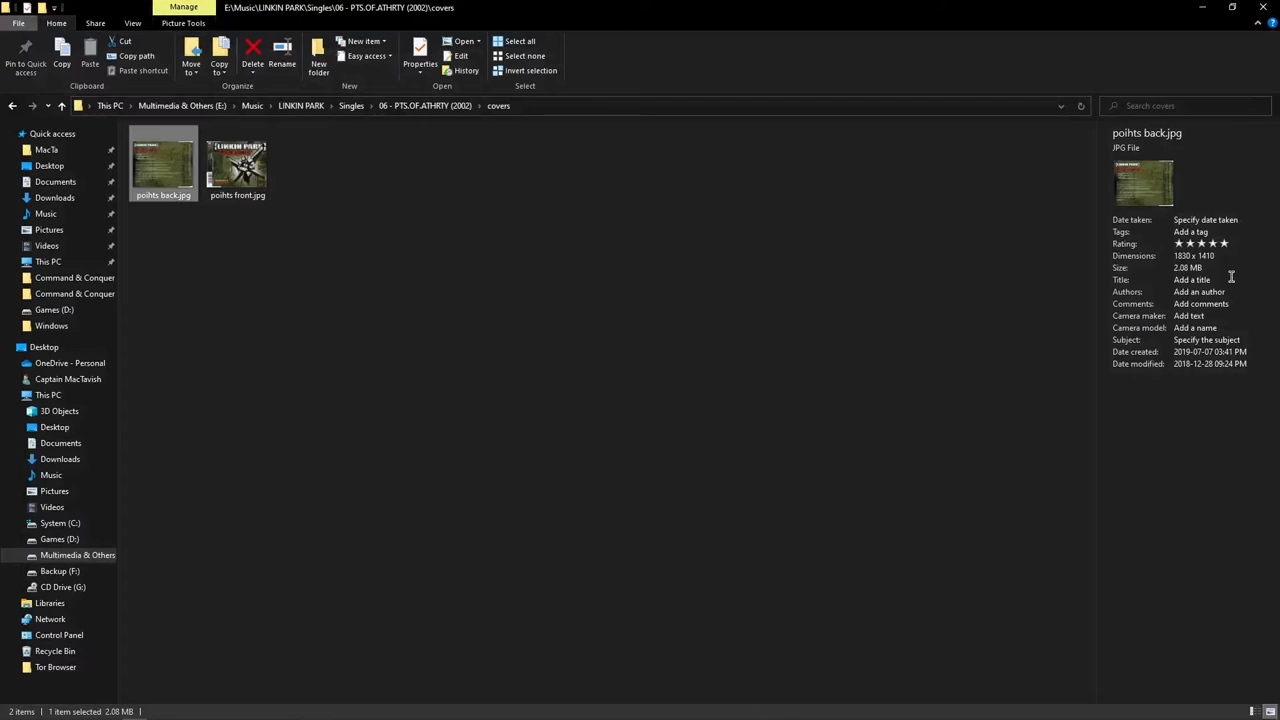 Manage
E:\Music\LINKIN PARK\Singles\06 - PTS.OF.ATHRTY (2002)\covers
File
Home
Share
View
Picture Tools
Pin to Quick access
Copy
Paste
Cut
Copy path
Paste shortcut
Clipboard
Move to
Copy to
Delete
Rename
Organize
New folder
New item
Easy access
New
Properties
Open
Edit
History
Open
Select all
Select none
Invert selection
Select
This PC
Multimedia & Others (E:)
Music
LINKIN PARK
Singles
06 - PTS.OF.ATHRTY (2002)
covers
Search covers
Quick access
MacTa
Desktop
Documents
Downloads
Music
Pictures
Videos
This PC
Command & Conquer
Command & Conquer
Games (D:)
Windows
Desktop
OneDrive - Personal
Captain MacTavish
This PC
3D Objects
Desktop
Documents
Downloads
Music
Pictures
Videos
System (C:)
Games (D:)
Multimedia & Others
Backup (F:)
CD Drive (G:)
Libraries
Network
Control Panel
Recycle Bin
Tor Browser
LINKIN PARK
poihts back.jpg
poihts front.jpg
poihts back.jpg
JPG File
Date taken: Specify date taken
Tags: Add a tag
Rating:
Dimensions: 1830 x 1410
Size: 2.08 MB
Title: Add a title
Authors: Add an author
Comments: Add comments
Camera maker: Add text
Camera model: Add a name
Subject: Specify the subject
Date created: 2019-07-07 03:41 PM
Date modified: 2018-12-28 09:24 PM
2 items
1 item selected 2.08 MB